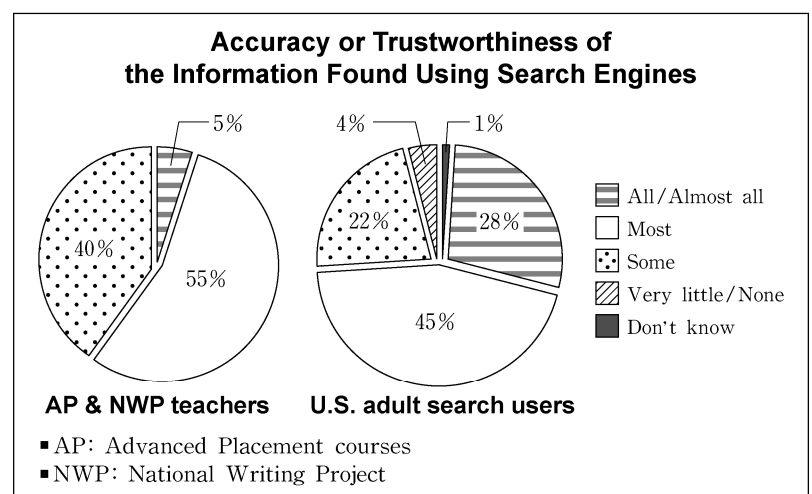 Accuracy or Trustworthiness of
the Information Found Using Search Engines
5%
40%
55%
4%
1%
22%
28%
45%
All/Almost all
Most
Some
Very little/None
Don't know
AP & NWP teachers
U.S. adult search users
▪AP: Advanced Placement courses
▪NWP: National Writing Project